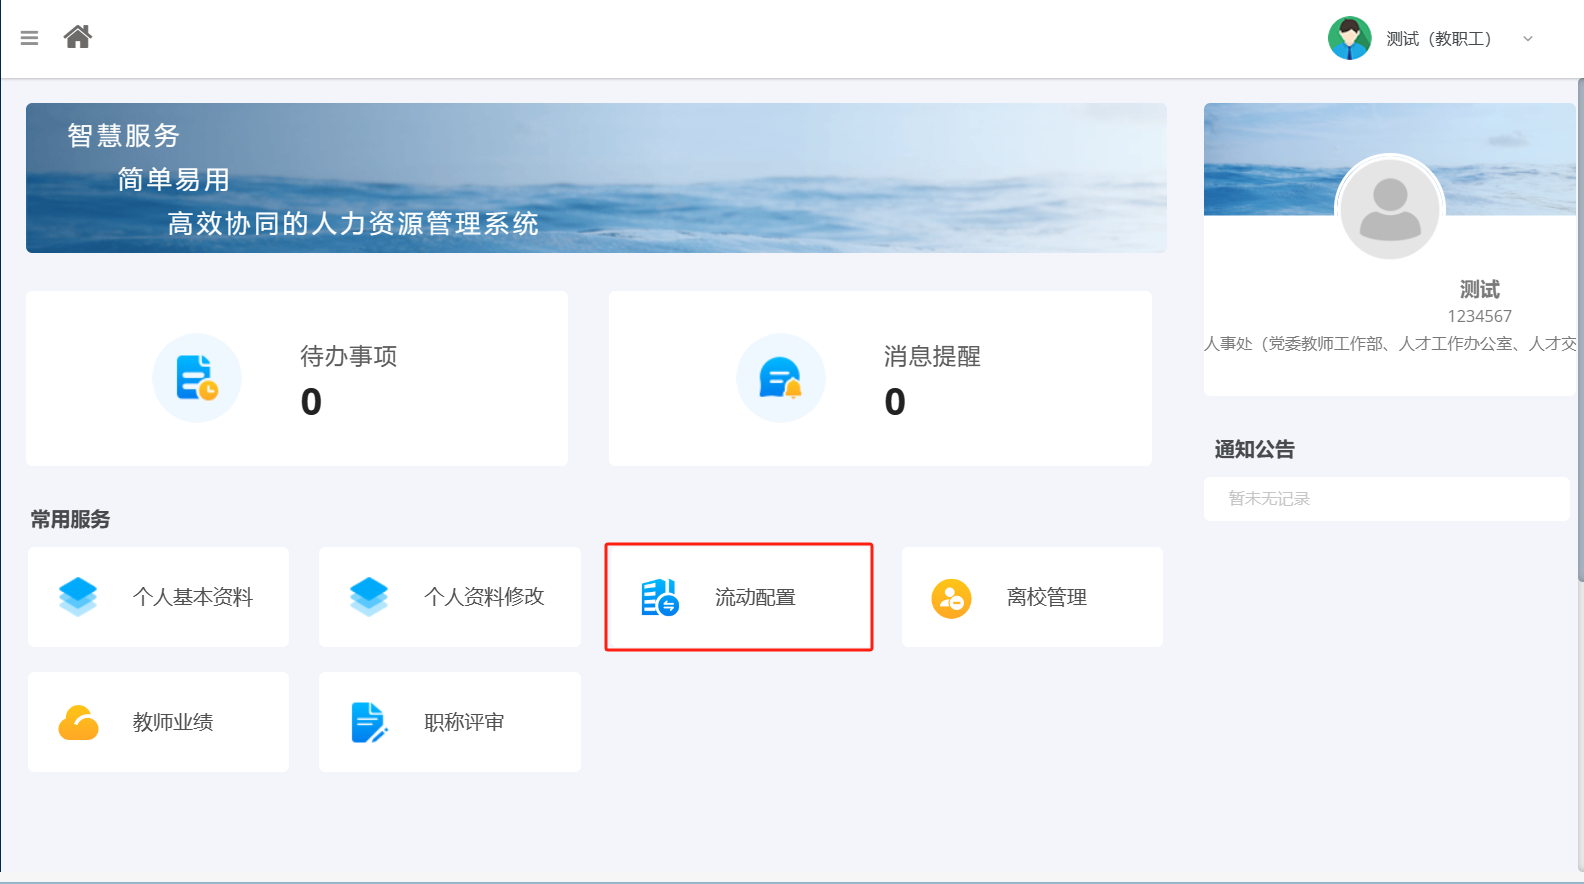 测试（教职工）
智慧服务
简单易用
高效协同的人力资源管理系统
待办事项
0
消息提醒
0
测试
1234567
人事处（党委教师工作部、人才工作办公室、人才交
通知公告
暂未无记录
常用服务
个人基本资料
个人资料修改
流动配置
离校管理
教师业绩
职称评审